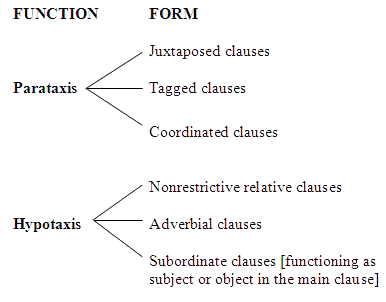 FUNCTION FORM
Juxtaposed clauses
Parataxis Tagged clauses
Coordinated clauses
Nonrestrictive relative clauses
Hypotaxis Adverbial clauses
Subordinate clauses [functioning as
subject or object in the main clause]